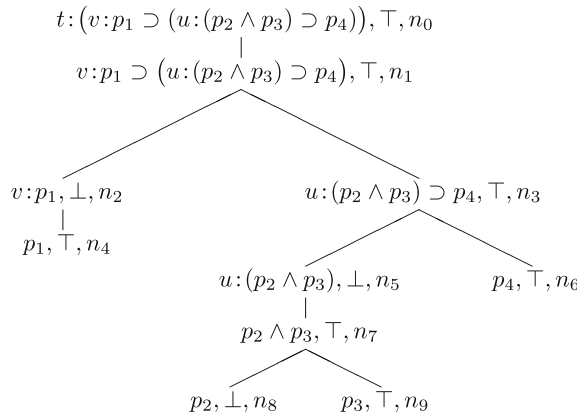 t:(v:p₁ ⊃ (u:(p₂ ∧ p₃) ⊃ p₄)), ⊤, n₀
v:p₁ ⊃ (u:(p₂ ∧ p₃) ⊃ p₄), ⊤, n₁
v:p₁, ⊥, n₂
u:(p₂ ∧ p₃) ⊃ p₄, ⊤, n₃
p₁, ⊤, n₄
u:(p₂ ∧ p₃), ⊥, n₅
p₄, ⊤, n₆
p₂ ∧ p₃, ⊤, n₇
p₂, ⊥, n₈
p₃, ⊤, n₉